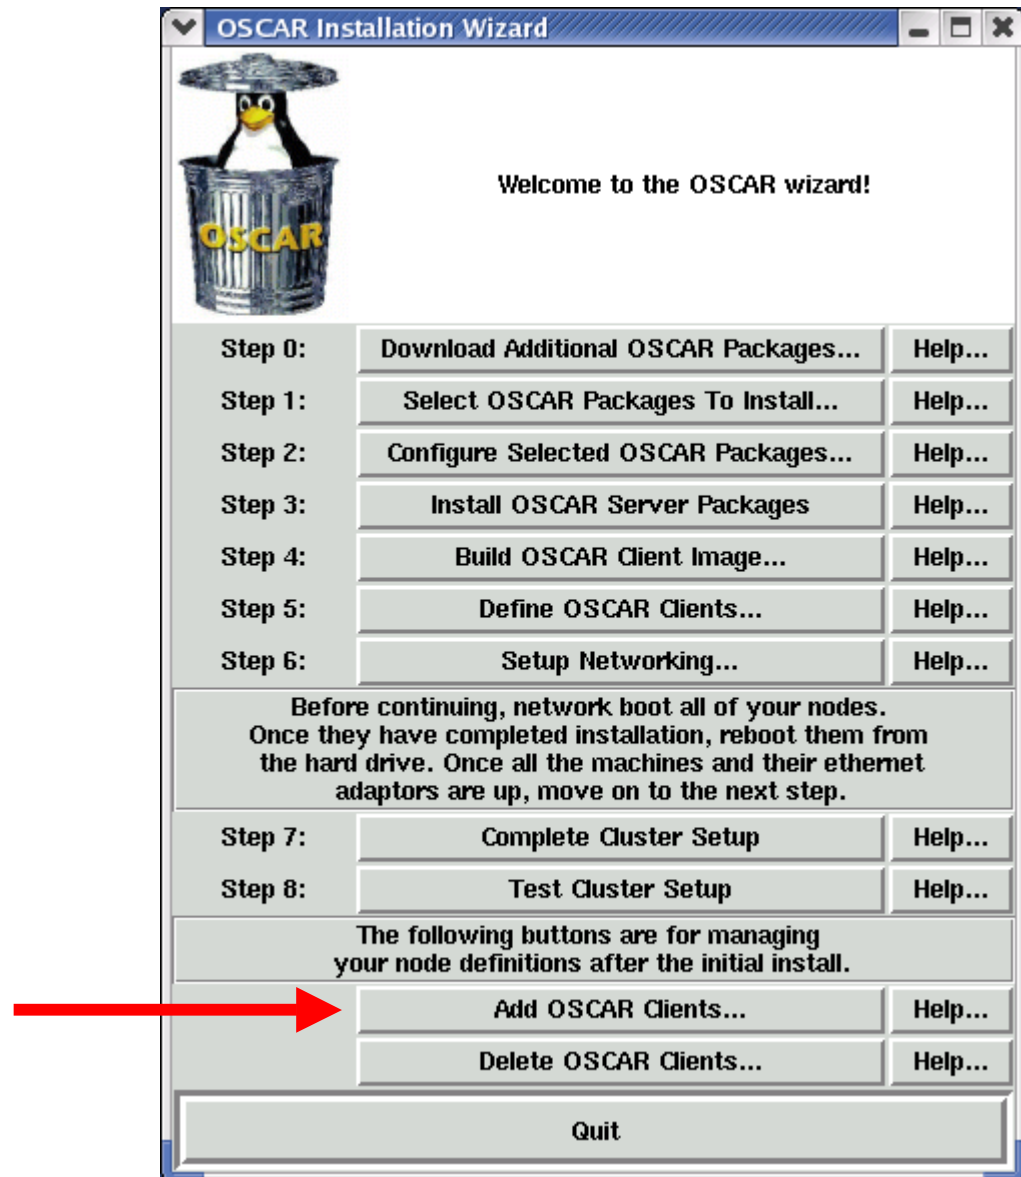 OSCAR Installation Wizard
OSCAR
Welcome to the OSCAR wizard!
Step 0: Download Additional OSCAR Packages... Help...
Step 1: Select OSCAR Packages To Install... Help...
Step 2: Configure Selected OSCAR Packages... Help...
Step 3: Install OSCAR Server Packages Help...
Step 4: Build OSCAR Client Image... Help...
Step 5: Define OSCAR Clients... Help...
Step 6: Setup Networking... Help...
Before continuing, network boot all of your nodes.
Once they have completed installation, reboot them from
the hard drive. Once all the machines and their ethernet
adaptors are up, move on to the next step.
Step 7: Complete Cluster Setup Help...
Step 8: Test Cluster Setup Help...
The following buttons are for managing
your node definitions after the initial install.
Add OSCAR Clients... Help...
Delete OSCAR Clients... Help...
Quit